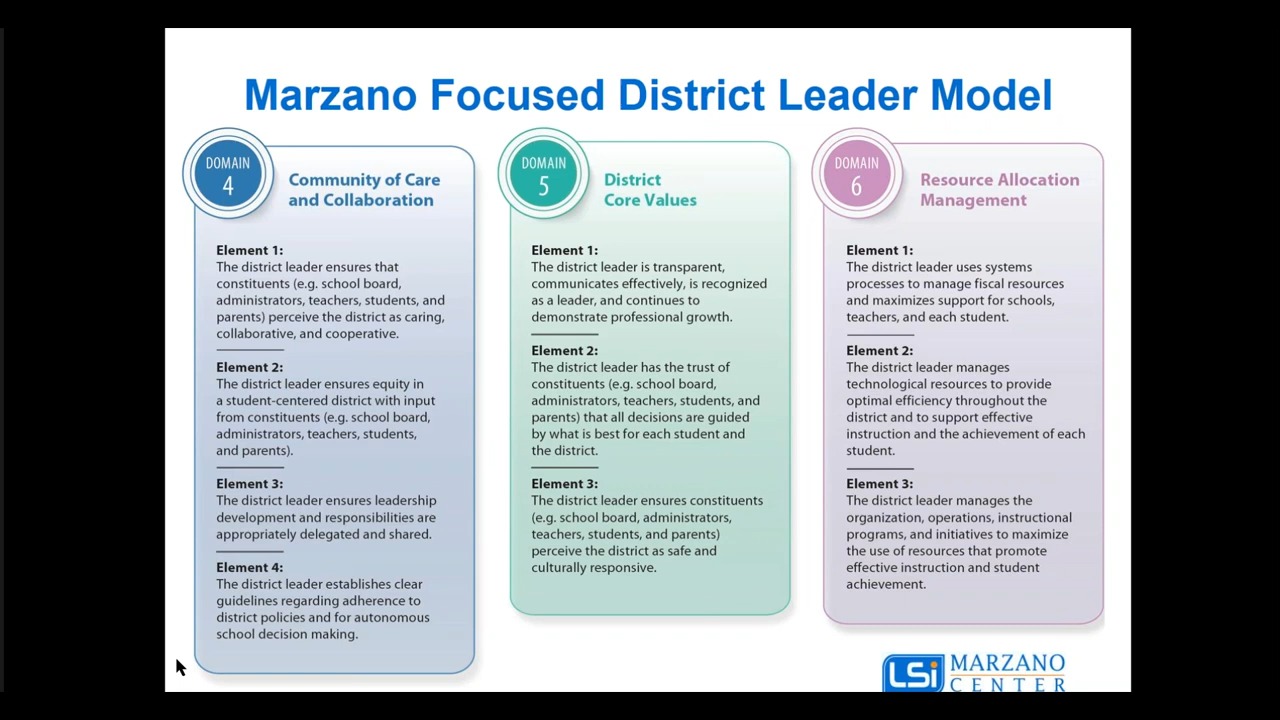 Marzano Focused District Leader Model
DOMAIN
4
Community of Care
and Collaboration
Element 1:
The district leader ensures that
constituents (e.g. school board,
administrators, teachers, students, and
parents) perceive the district as caring,
collaborative, and cooperative.
Element 2:
The district leader ensures equity in
a student-centered district with input
from constituents (e.g. school board,
administrators, teachers, students,
and parents).
Element 3:
The district leader ensures leadership
development and responsibilities are
appropriately delegated and shared.
Element 4:
The district leader establishes clear
guidelines regarding adherence to
district policies and for autonomous
school decision making.
DOMAIN
5
District
Core Values
Element 1:
The district leader is transparent,
communicates effectively, is recognized
as a leader, and continues to
demonstrate professional growth.
Element 2:
The district leader has the trust of
constituents (e.g. school board,
administrators, teachers, students, and
parents) that all decisions are guided
by what is best for each student and
the district.
Element 3:
The district leader ensures constituents
(e.g. school board, administrators,
teachers, students, and parents)
perceive the district as safe and
culturally responsive.
DOMAIN
6
Resource Allocation
Management
Element 1:
The district leader uses systems
processes to manage fiscal resources
and maximizes support for schools,
teachers, and each student.
Element 2:
The district leader manages
technological resources to provide
optimal efficiency throughout the
district and to support effective
instruction and the achievement of each
student.
Element 3:
The district leader manages the
organization, operations, instructional
programs, and initiatives to maximize
the use of resources that promote
effective instruction and student
achievement.
LSi
MARZANO
CENTER